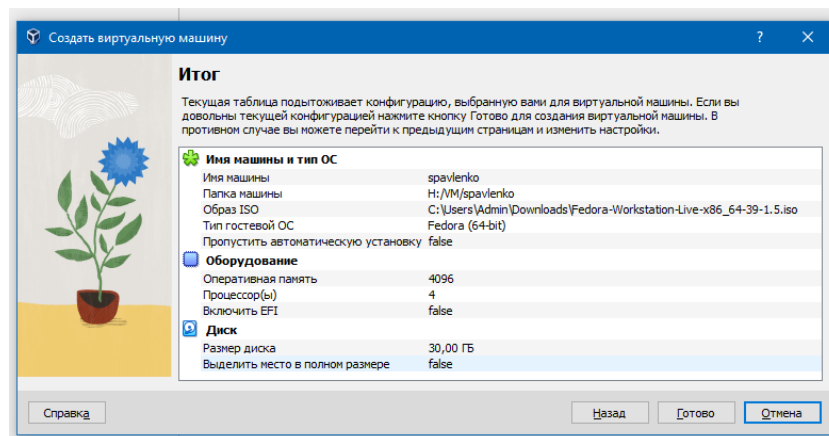 Создать виртуальную машину
Итог
Текущая таблица подытоживает конфигурацию, выбранную вами для виртуальной машины. Если вы
довольны текущей конфигурацией нажмите кнопку Готово для создания виртуальной машины. В
противном случае вы можете перейти к предыдущим страницам и изменить настройки.
Имя машины и тип ОС
Имя машины spavlenko
Папка машины H:/VM/spavlenko
Образ ISO C:\Users\Admin\Downloads\Fedora-Workstation-Live-x86_64-39-1.5.iso
Тип гостевой ОС Fedora (64-bit)
Пропустить автоматическую установку false
Оборудование
Оперативная память 4096
Процессор(ы) 4
Включить EFI false
Диск
Размер диска 30,00 ГБ
Выделить место в полном размере false
Справка Назад Готово Отмена